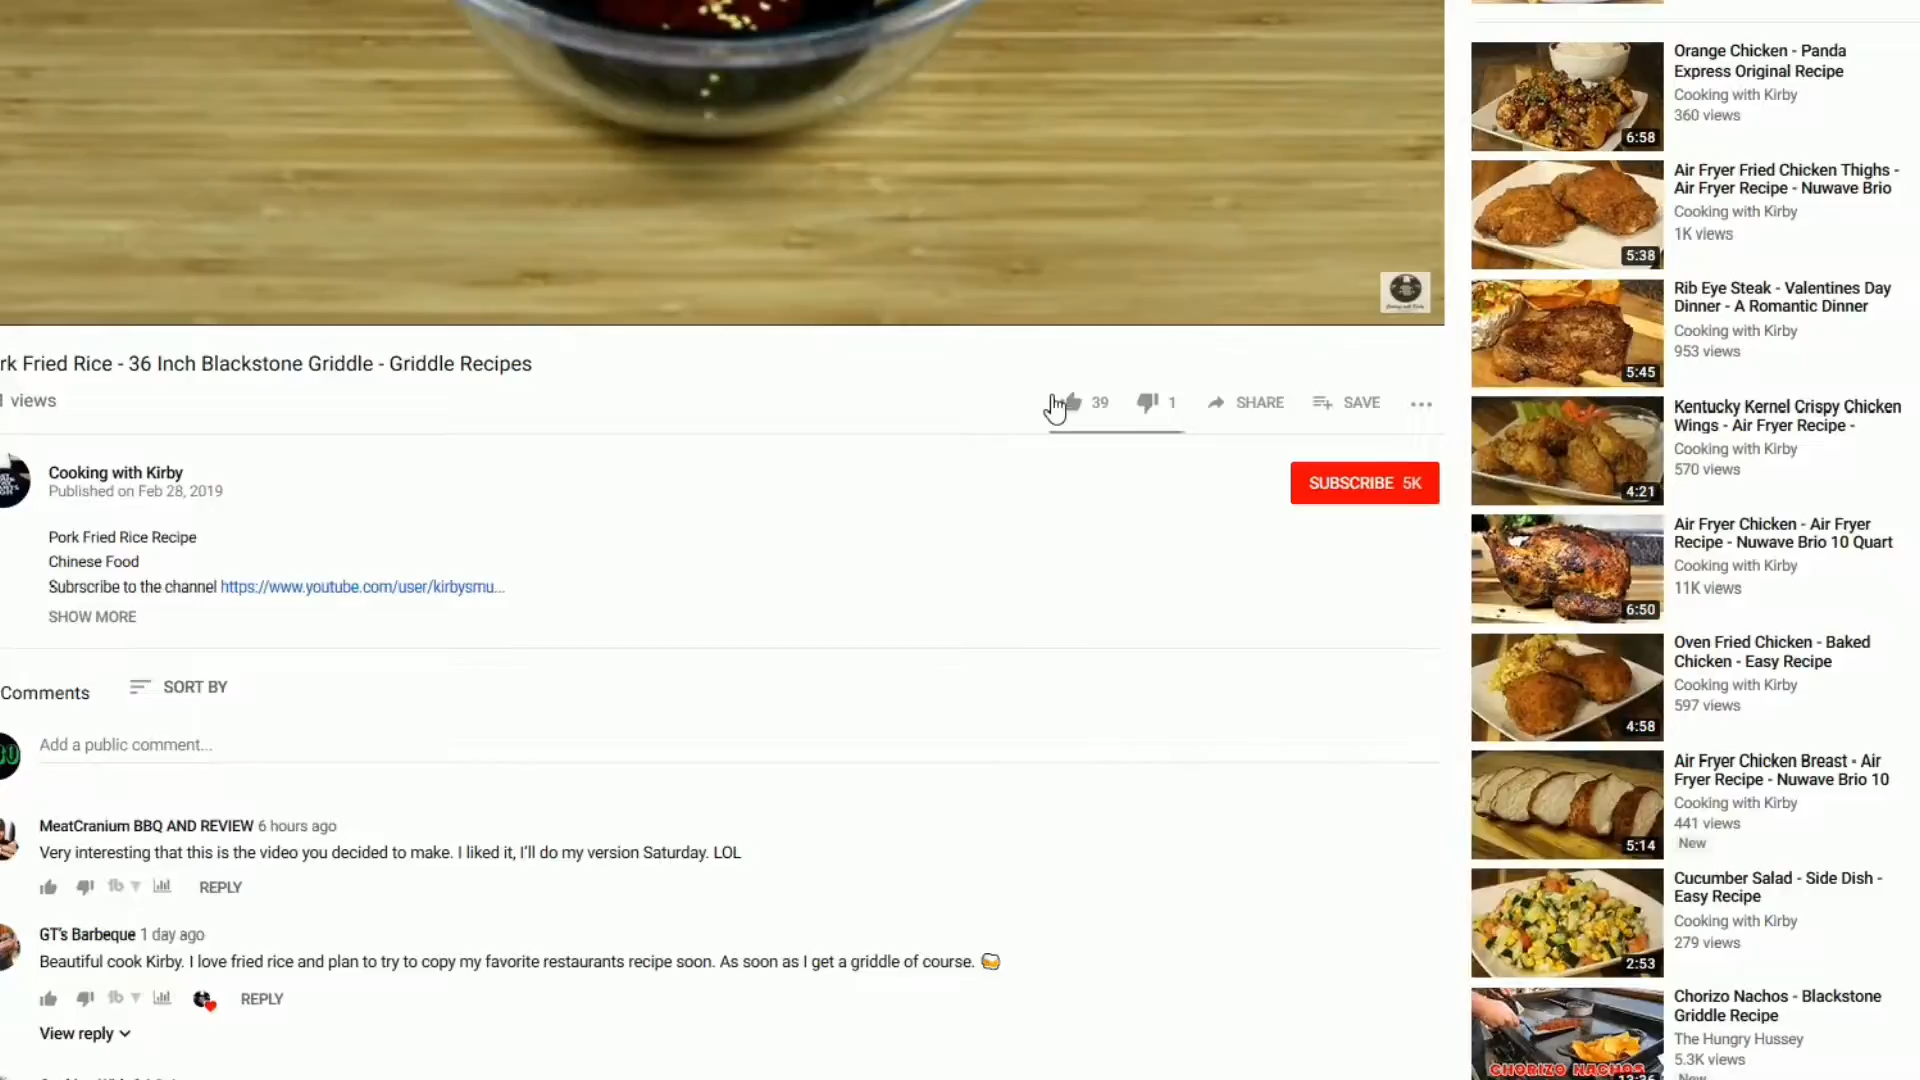 rk Fried Rice - 36 Inch Blackstone Griddle - Griddle Recipes
views
39
1
SHARE
SAVE
Cooking with Kirby
Published on Feb 28, 2019
SUBSCRIBE 5K
Pork Fried Rice Recipe
Chinese Food
Subrscribe to the channel https://www.youtube.com/user/kirbysmu...
SHOW MORE
Comments
SORT BY
Add a public comment...
MeatCranium BBQ AND REVIEW 6 hours ago
Very interesting that this is the video you decided to make. I liked it, I'll do my version Saturday. LOL
REPLY
GT's Barbeque 1 day ago
Beautiful cook Kirby. I love fried rice and plan to try to copy my favorite restaurants recipe soon. As soon as I get a griddle of course.
REPLY
View reply
Orange Chicken - Panda
Express Original Recipe
Cooking with Kirby
360 views
6:58
Air Fryer Fried Chicken Thighs -
Air Fryer Recipe - Nuwave Brio
Cooking with Kirby
1K views
5:38
Rib Eye Steak - Valentines Day
Dinner - A Romantic Dinner
Cooking with Kirby
953 views
5:45
Kentucky Kernel Crispy Chicken
Wings - Air Fryer Recipe -
Cooking with Kirby
570 views
4:21
Air Fryer Chicken - Air Fryer
Recipe - Nuwave Brio 10 Quart
Cooking with Kirby
11K views
6:50
Oven Fried Chicken - Baked
Chicken - Easy Recipe
Cooking with Kirby
597 views
4:58
Air Fryer Chicken Breast - Air
Fryer Recipe - Nuwave Brio 10
Cooking with Kirby
441 views
New
5:14
Cucumber Salad - Side Dish -
Easy Recipe
Cooking with Kirby
279 views
2:53
Chorizo Nachos - Blackstone
Griddle Recipe
The Hungry Hussey
5.3K views
New
CHORIZO NACHOS